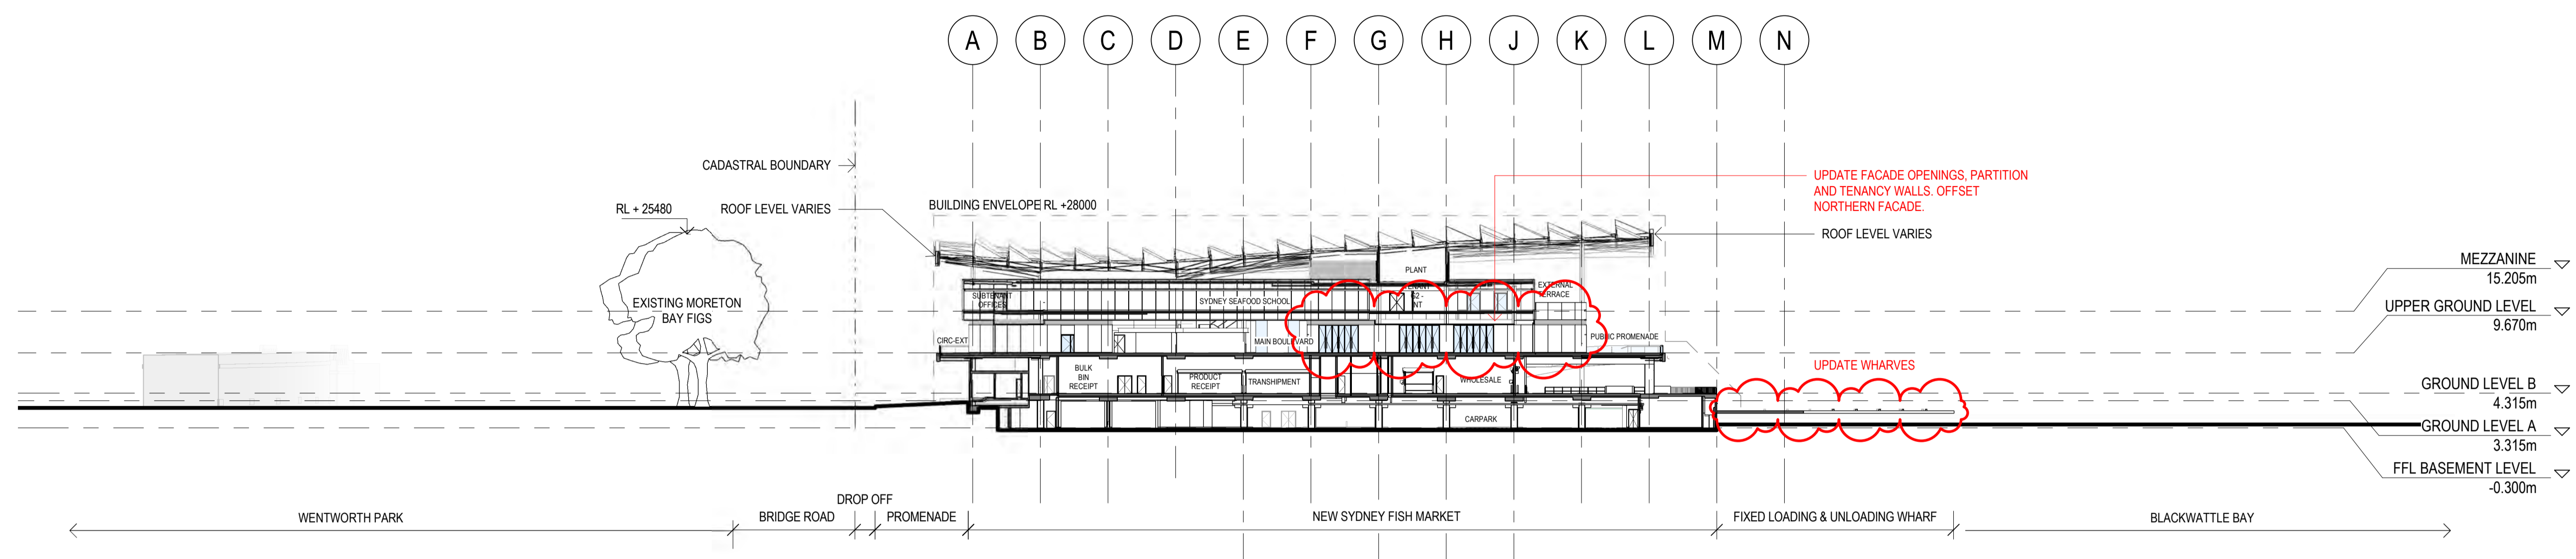 A B C D E F G H J K L M N
CADASTRAL BOUNDARY
UPDATE FACADE OPENINGS, PARTITION
AND TENANCY WALLS. OFFSET
NORTHERN FACADE.
RL + 25480
ROOF LEVEL VARIES
BUILDING ENVELOPE RL +28000
ROOF LEVEL VARIES
MEZZANINE
15.205m
PLANT
EXISTING MORETON
BAY FIGS
SUBTENANT
OFFICES
SYDNEY SEAFOOD SCHOOL
EXTERNAL
TERRACE
UPPER GROUND LEVEL
9.670m
CIRC-EXT
MAIN BOULEVARD
PUBLIC PROMENADE
UPDATE WHARVES
BULK
BIN
RECEIPT
PRODUCT
RECEIPT
TRANSHIPMENT
WHOLESALE
GROUND LEVEL B
4.315m
CARPARK
GROUND LEVEL A
3.315m
FFL BASEMENT LEVEL
-0.300m
DROP OFF
WENTWORTH PARK
BRIDGE ROAD
PROMENADE
NEW SYDNEY FISH MARKET
FIXED LOADING & UNLOADING WHARF
BLACKWATTLE BAY